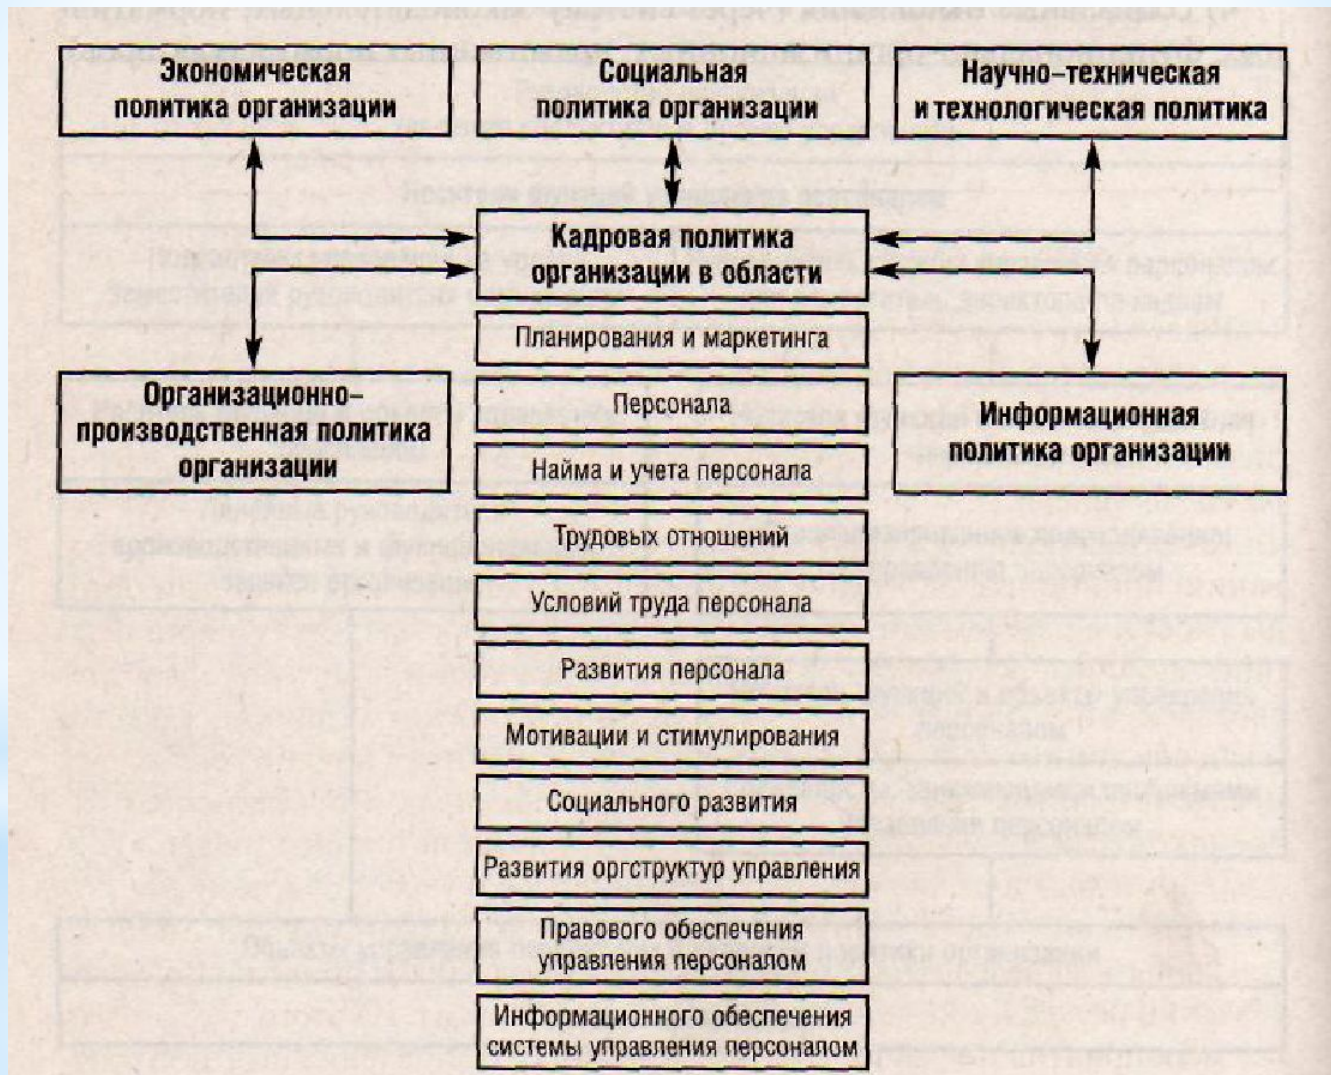 Экономическая
политика организации
Социальная
политика организации
Научно–техническая
и технологическая политика
Кадровая политика
организации в области
Планирования и маркетинга
Организационно–
производственная политика
организации
Персонала
Информационная
политика организации
Найма и учета персонала
Трудовых отношений
Условий труда персонала
Развития персонала
Мотивации и стимулирования
Социального развития
Развития оргструктур управления
Правового обеспечения
управления персоналом
Информационного обеспечения
системы управления персоналом